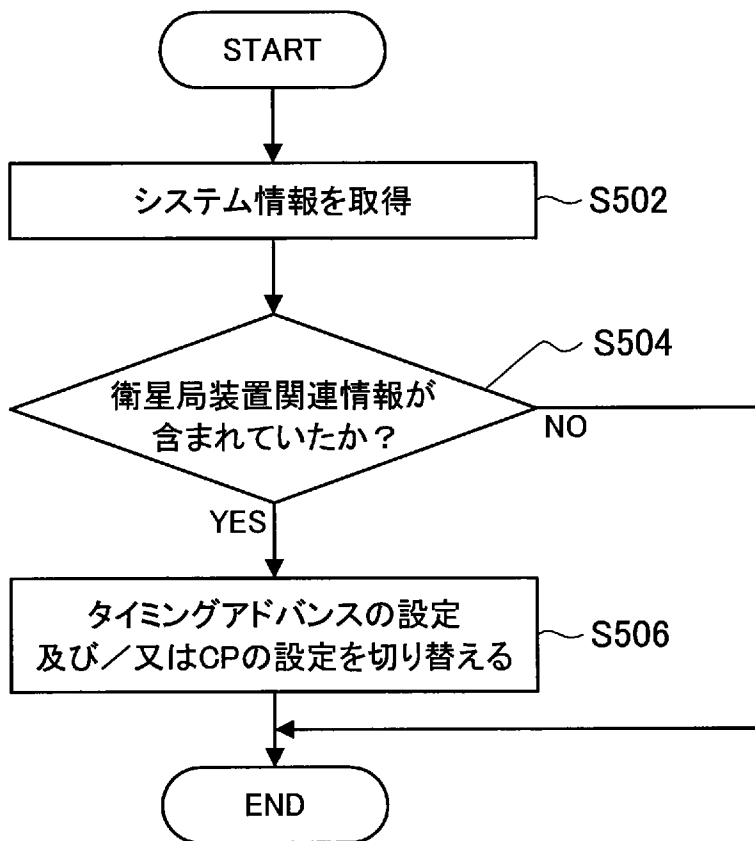 START
システム情報を取得
S502
S504
衛星局装置関連情報が
含まれていたか？
NO
YES
タイミングアドバンスの設定
及び／又はCPの設定を切り替える
S506
END